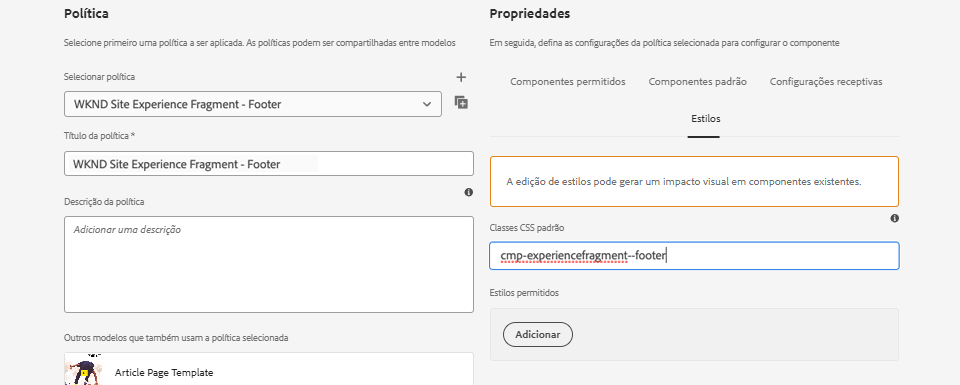 Política
Selecione primeiro uma política a ser aplicada. As políticas podem ser compartilhadas entre modelos
Selecionar política
WKND Site Experience Fragment - Footer
Título da política *
WKND Site Experience Fragment - Footer
Descrição da política
Adicionar uma descrição
Outros modelos que também usam a política selecionada
Article Page Template
Propriedades
Em seguida, defina as configurações da política selecionada para configurar o componente
Componentes permitidos Componentes padrão Configurações receptivas
Estilos
A edição de estilos pode gerar um impacto visual em componentes existentes.
Classes CSS padrão
cmp-experiencefragment--footer
Estilos permitidos
Adicionar